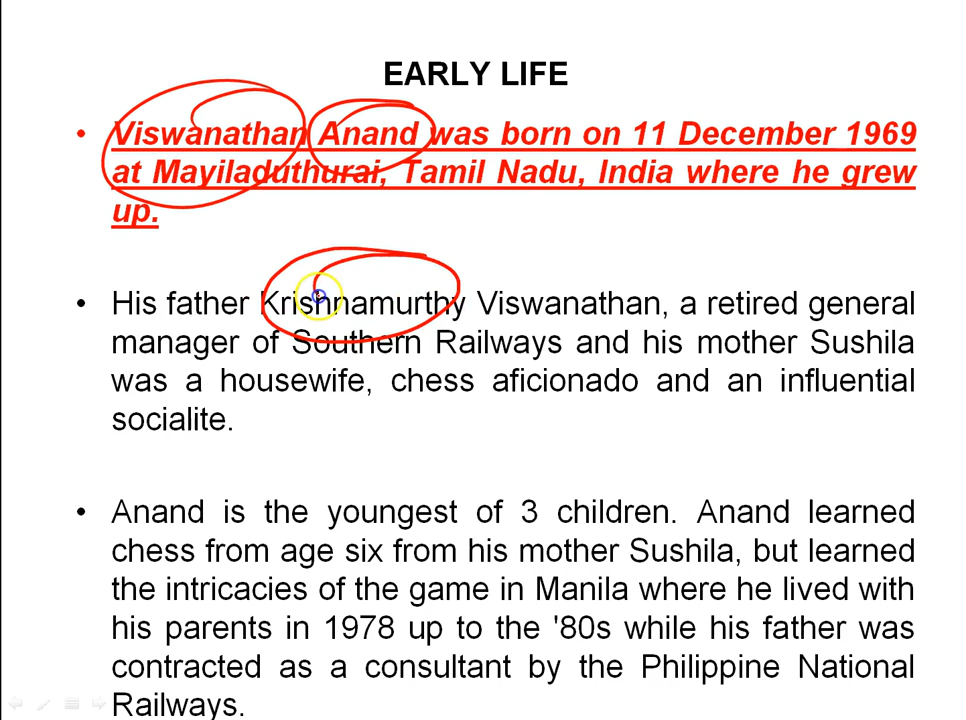 EARLY LIFE
• Viswanathan Anand was born on 11 December 1969
at Mayiladuthurai, Tamil Nadu, India where he grew
up.
• His father Krishnamurthy Viswanathan, a retired general
manager of Southern Railways and his mother Sushila
was a housewife, chess aficionado and an influential
socialite.
• Anand is the youngest of 3 children. Anand learned
chess from age six from his mother Sushila, but learned
the intricacies of the game in Manila where he lived with
his parents in 1978 up to the '80s while his father was
contracted as a consultant by the Philippine National
Railways.